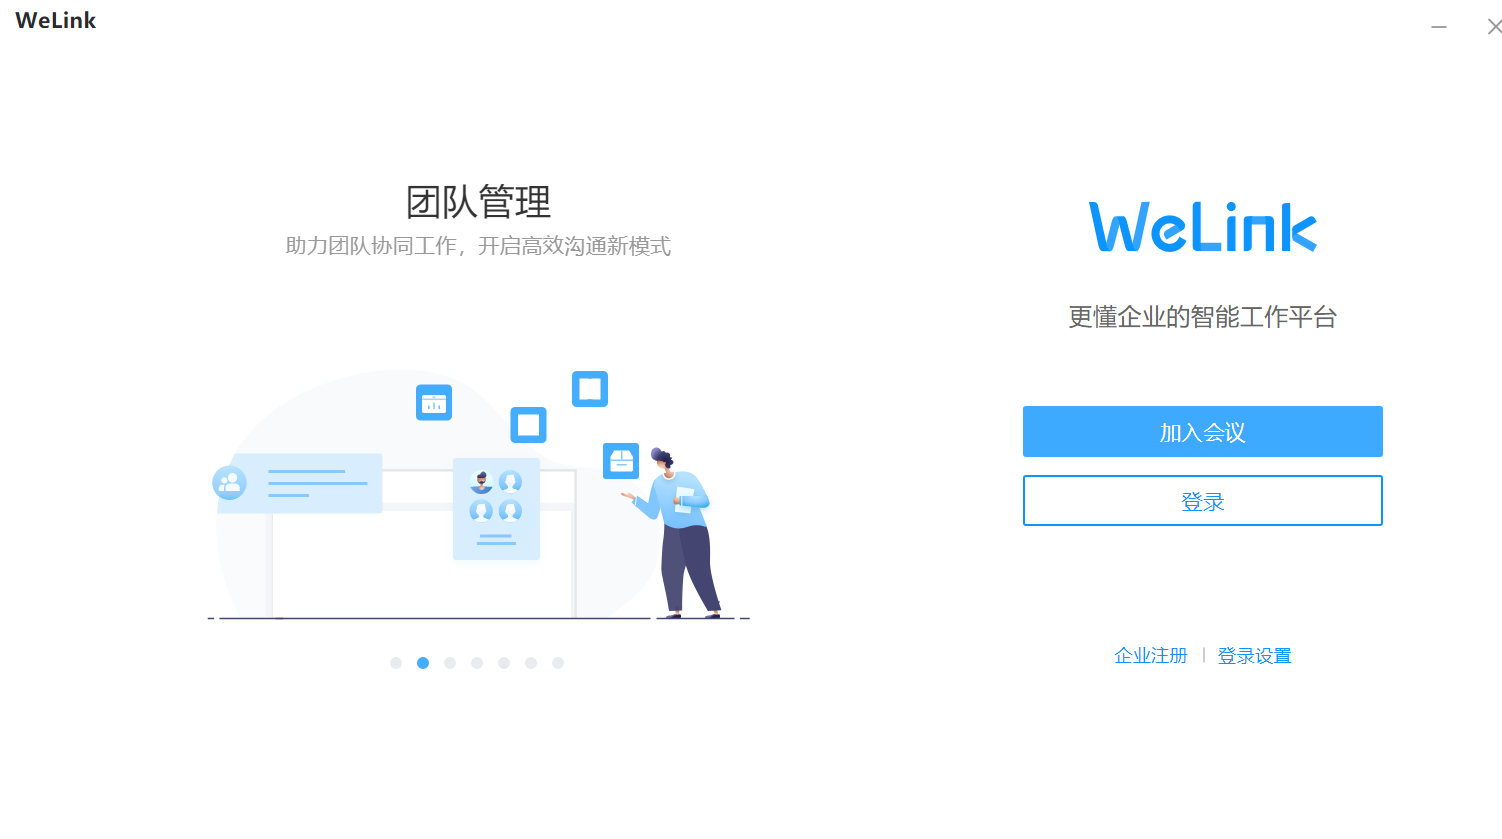 WeLink
团队管理
助力团队协同工作，开启高效沟通新模式
WeLink
更懂企业的智能工作平台
加入会议
登录
企业注册 | 登录设置